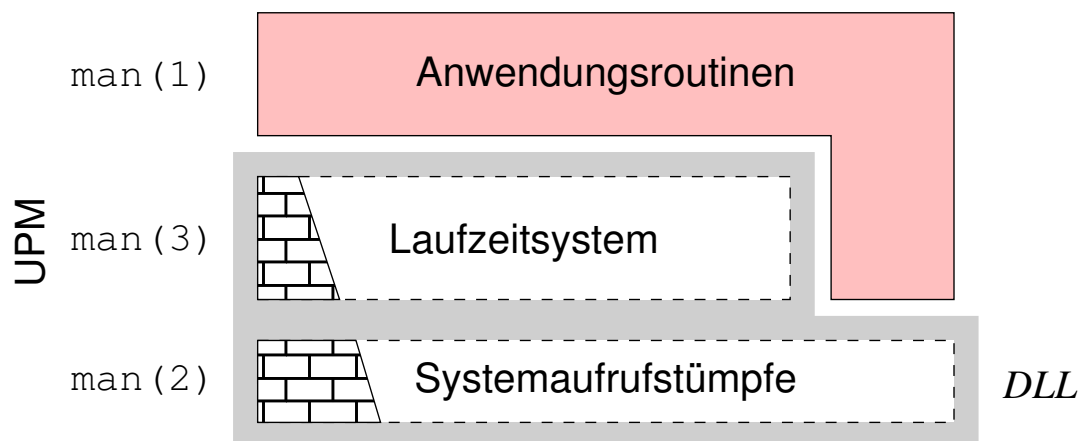 man(1)
Anwendungsroutinen
UPM
man(3)
Laufzeitsystem
man(2)
Systemaufrufstümpfe
DLL